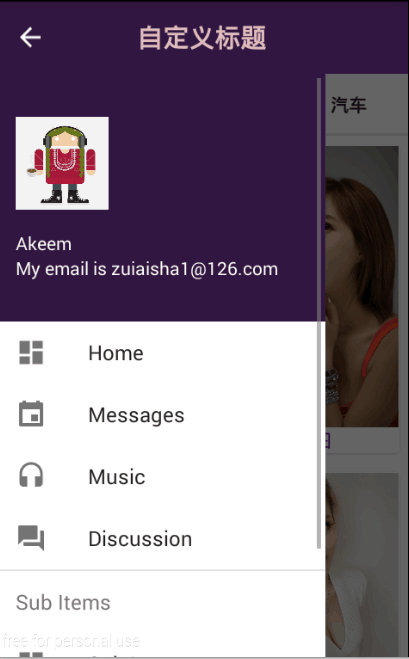 自定义标题
汽车
Akeem
My email is zuiaisha1@126.com
Home
Messages
Music
Discussion
Sub Items
free for personal use